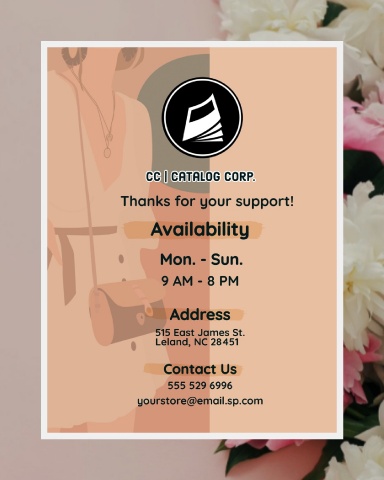 CC | CATALOG CORP.
Thanks for your support!
Availability
Mon. - Sun.
9 AM - 8 PM
Address
515 East James St.
Leland, NC 28451
Contact Us
555 529 6996
yourstore@email.sp.com